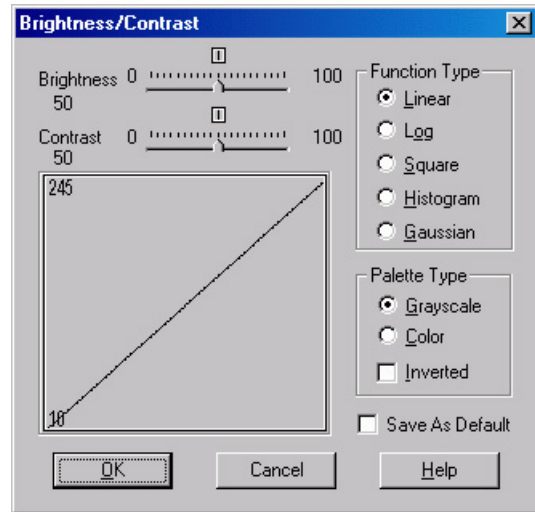 Brightness/Contrast
Brightness 0 100
50
Contrast 0 100
50
245
10
Function Type
Linear
Log
Square
Histogram
Gaussian
Palette Type
Grayscale
Color
Inverted
Save As Default
OK Cancel Help